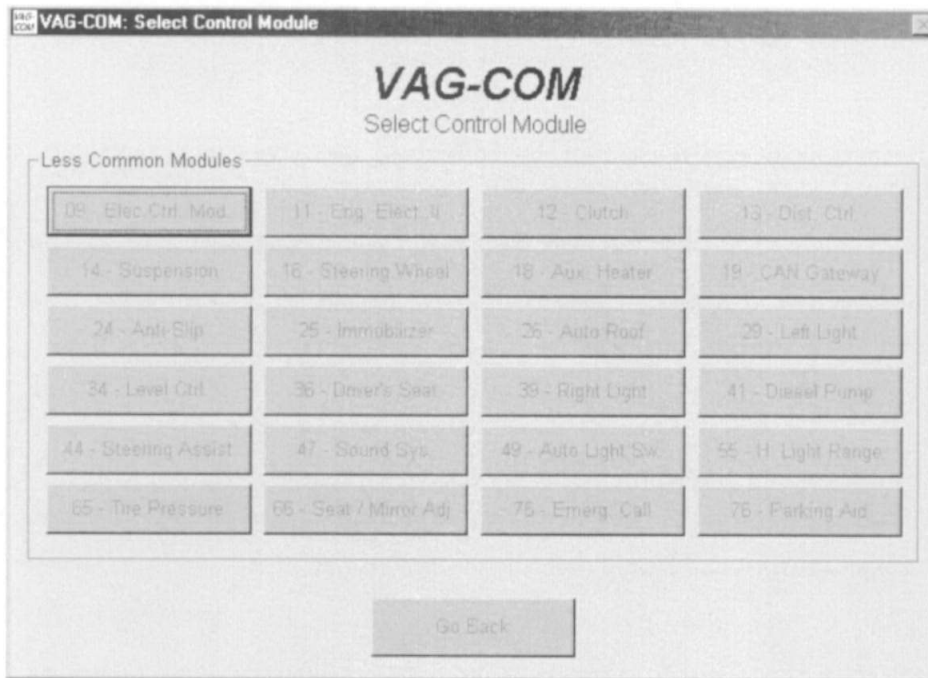 VAG-COM VAG-COM: Select Control Module
VAG-COM
Select Control Module
Less Common Modules
09 - Elec.Ctrl. Mod. 11 - Eng. Elect. II 12 - Clutch 13 - Dist. Ctrl.
14 - Suspension 16 - Steering Wheel 18 - Aux. Heater 19 - CAN Gateway
24 - Anti-Slip 25 - Immobilizer 26 - Auto Roof 29 - Left Light
34 - Level Ctrl. 36 - Driver's Seat 39 - Right Light 41 - Diesel Pump
44 - Steering Assist 47 - Sound Sys. 49 - Auto Light Sw. 55 - H. Light Range
65 - Tire Pressure 66 - Seat / Mirror Adj. 75 - Emerg. Call 76 - Parking Aid
Go Back